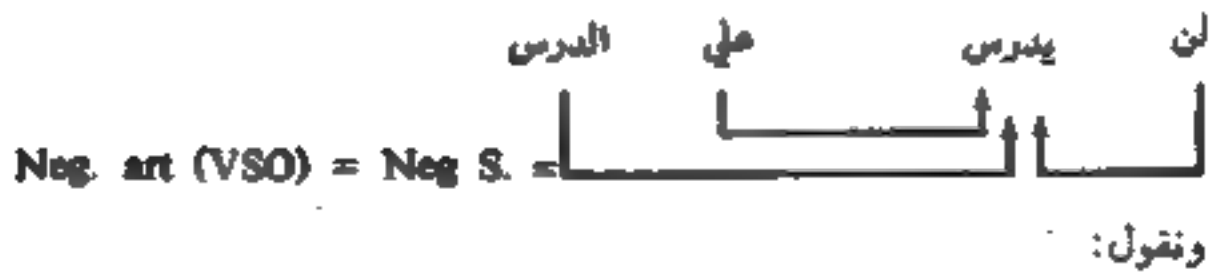 لن يدرس علي الدرس
Neg. art (VSO) = Neg S. =
ونقول: